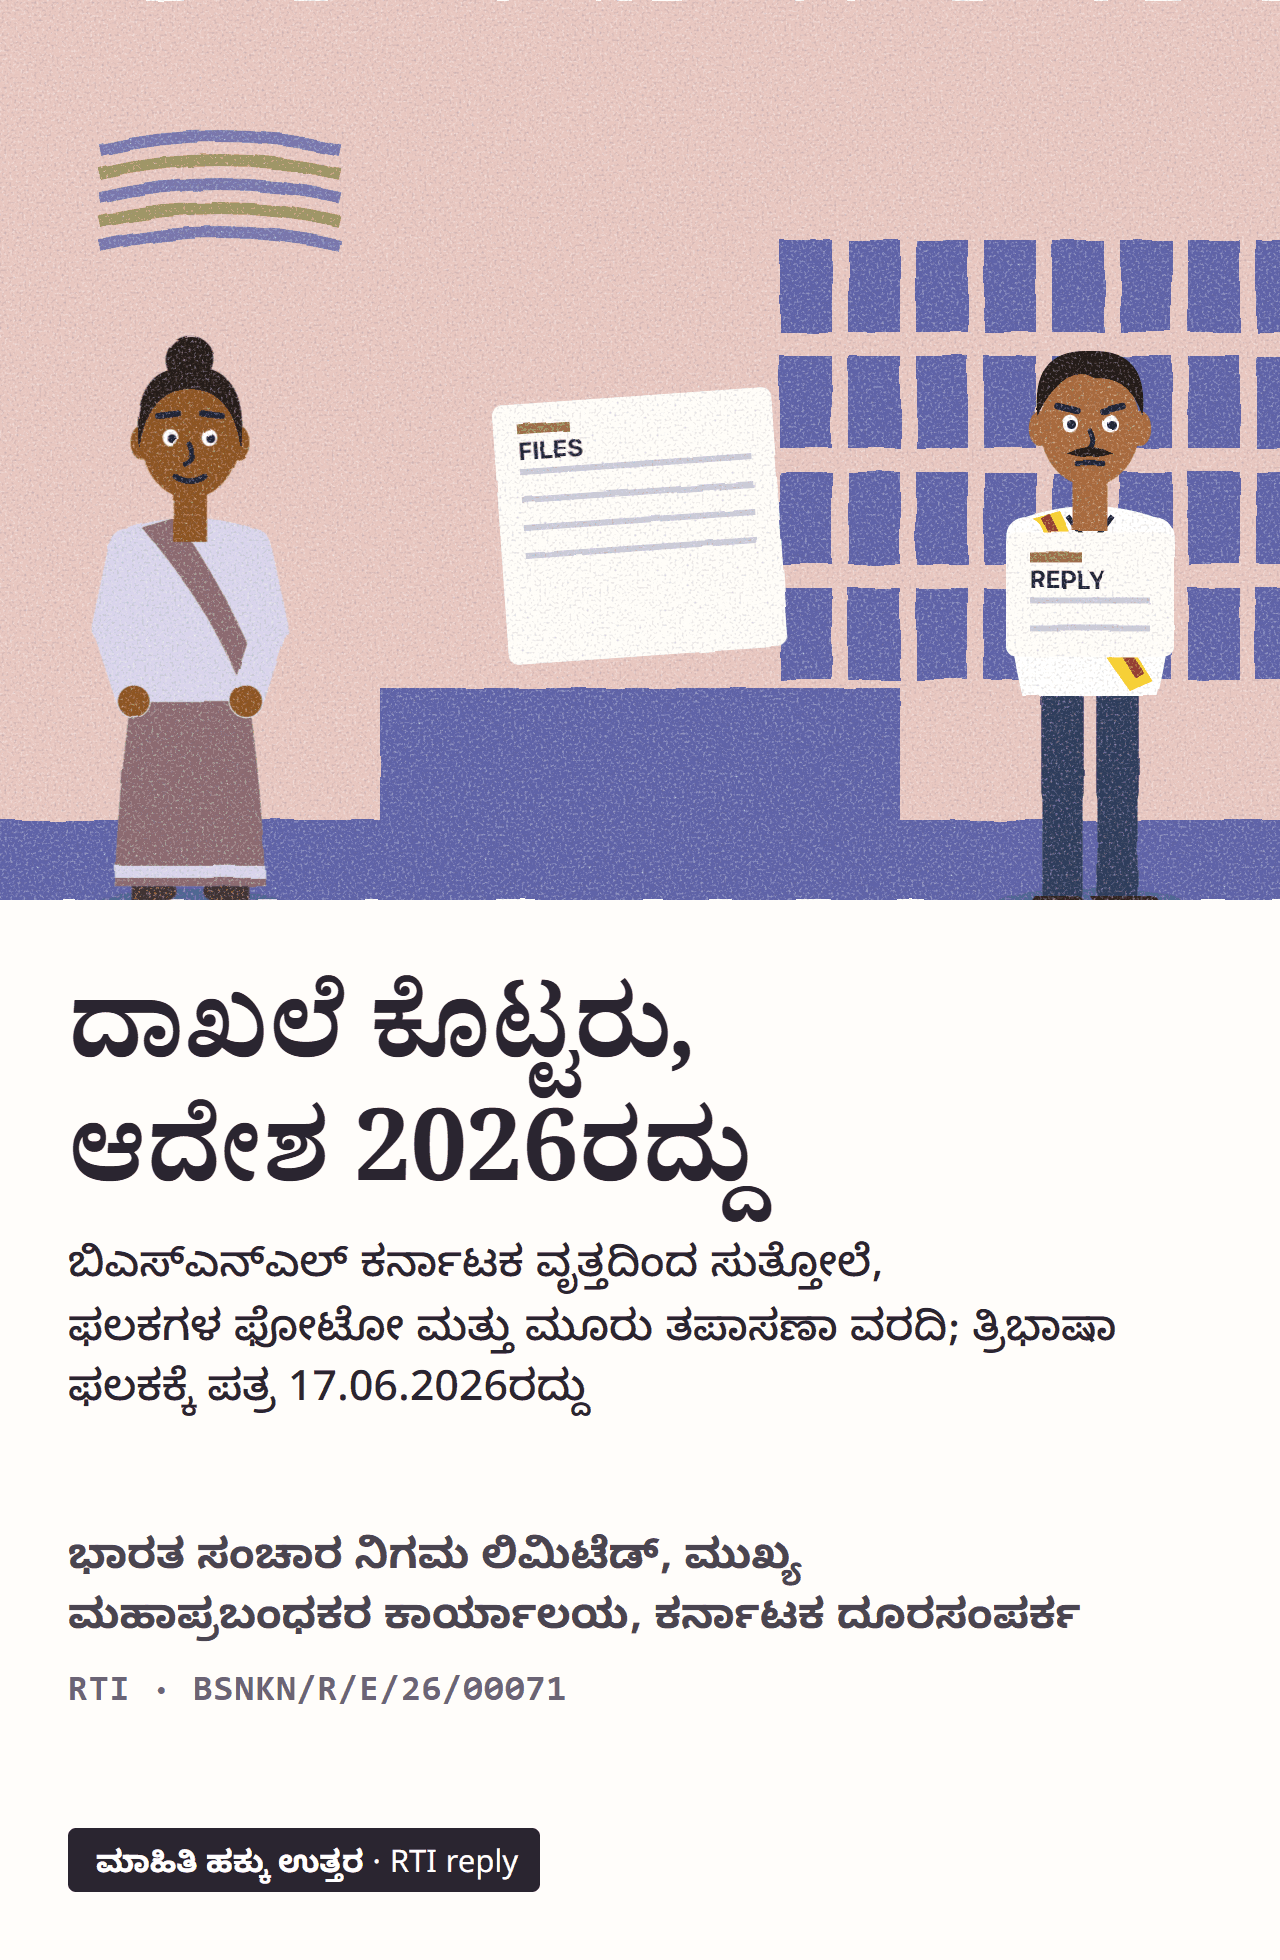 FILES
REPLY
ದಾಖಲೆ ಕೊಟ್ಟರು,
ಆದೇಶ 2026ರದ್ದು
ಬಿಎಸ್ಎನ್ಎಲ್ ಕರ್ನಾಟಕ ವೃತ್ತದಿಂದ ಸುತ್ತೋಲೆ,
ಫಲಕಗಳ ಫೋಟೋ ಮತ್ತು ಮೂರು ತಪಾಸಣಾ ವರದಿ; ತ್ರಿಭಾಷಾ
ಫಲಕಕ್ಕೆ ಪತ್ರ 17.06.2026ರದ್ದು
ಭಾರತ ಸಂಚಾರ ನಿಗಮ ಲಿಮಿಟೆಡ್, ಮುಖ್ಯ
ಮಹಾಪ್ರಬಂಧಕರ ಕಾರ್ಯಾಲಯ, ಕರ್ನಾಟಕ ದೂರಸಂಪರ್ಕ
RTI · BSNKN/R/E/26/00071
ಮಾಹಿತಿ ಹಕ್ಕು ಉತ್ತರ · RTI reply